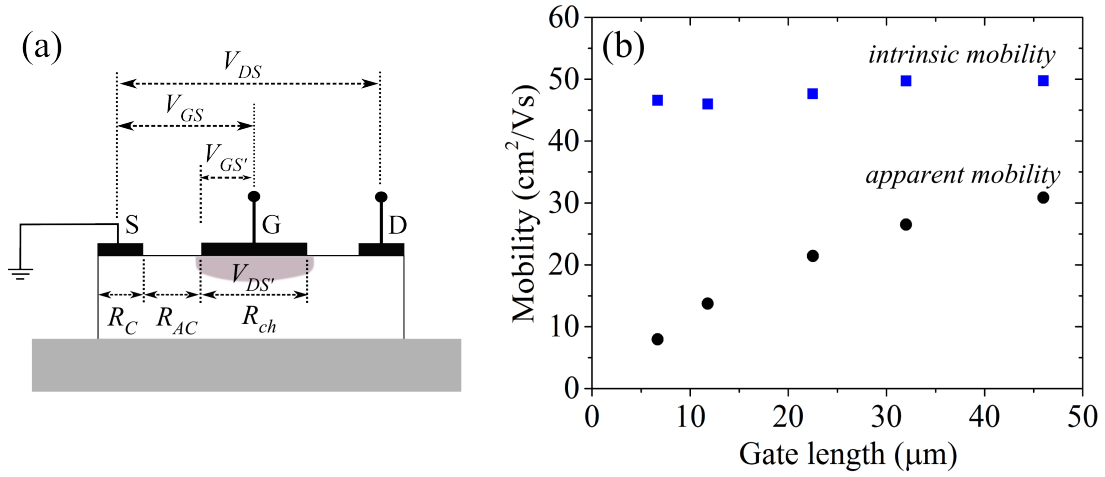 (a)
V_DS
V_GS
V_GS'
S
G
D
V_DS'
R_C
R_AC
R_ch
(b)
60
50
40
30
20
10
0
Mobility (cm²/Vs)
intrinsic mobility
apparent mobility
0 10 20 30 40 50
Gate length (μm)